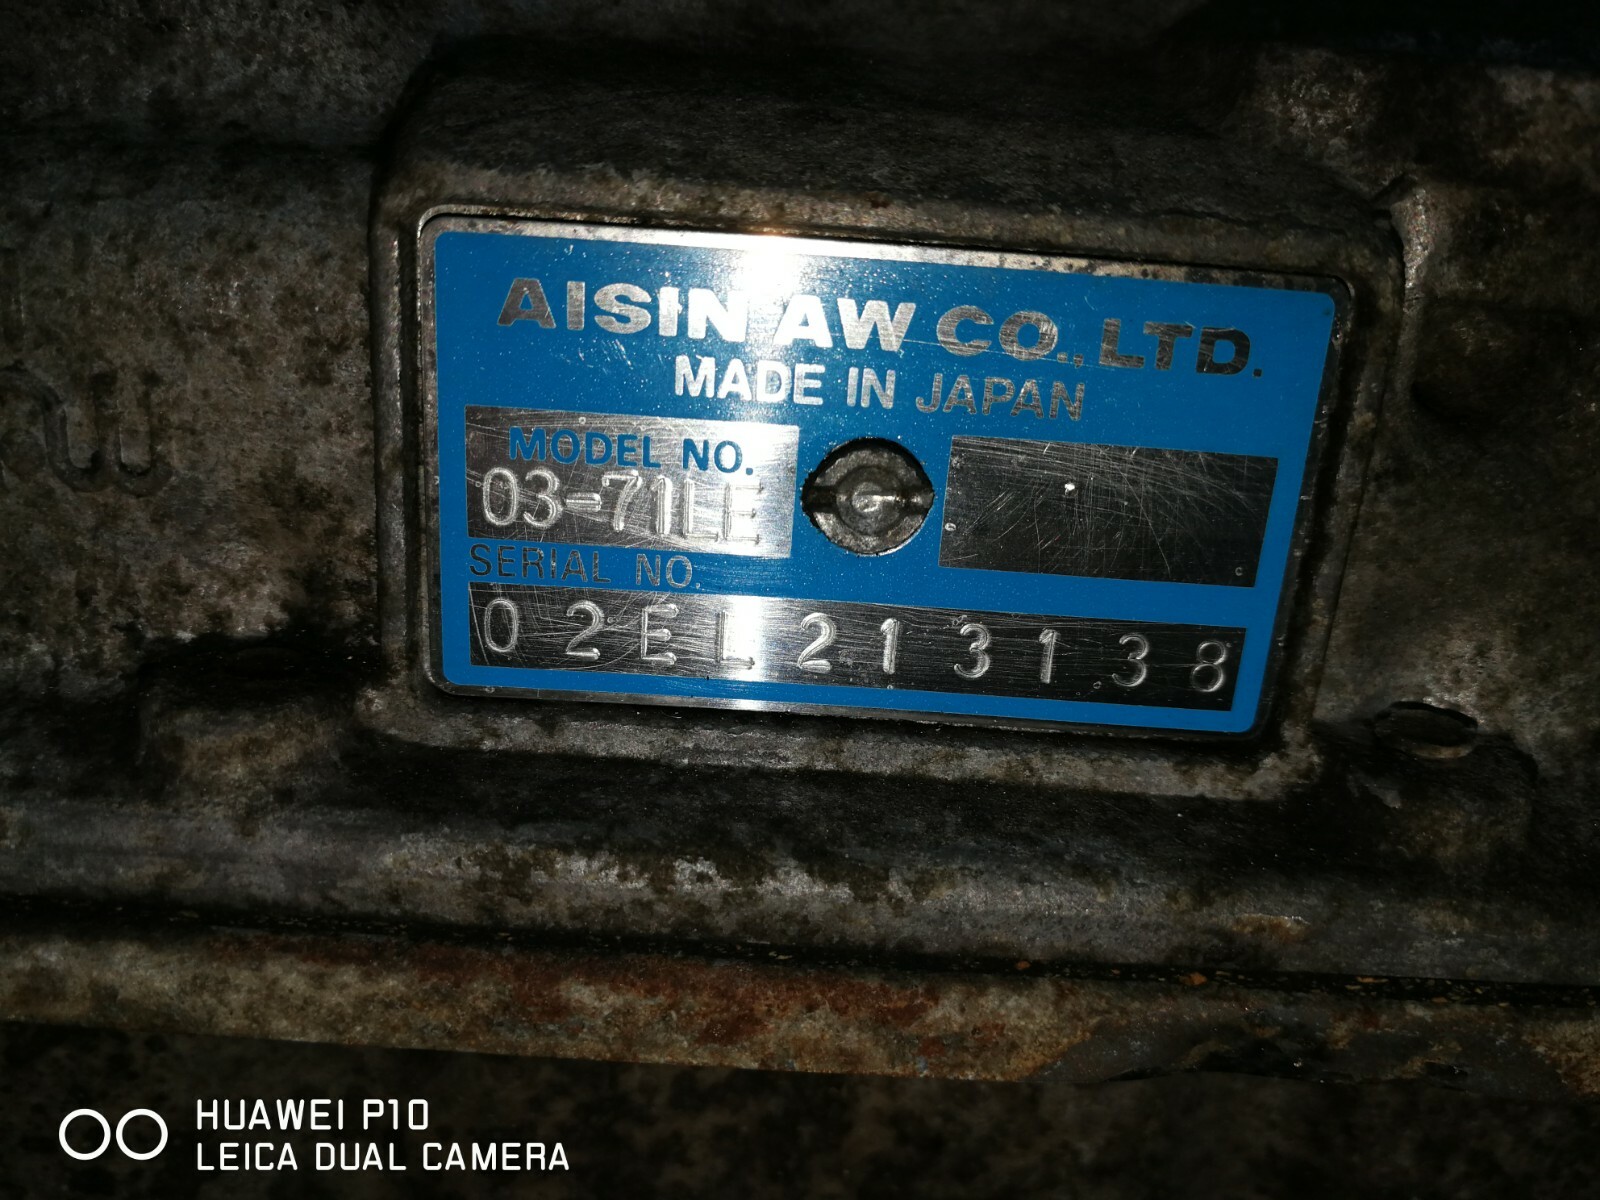 AISIN AW CO., LTD.
MADE IN JAPAN
MODEL NO.
03-71LE
SERIAL NO.
02EL213138
HUAWEI P10
LEICA DUAL CAMERA